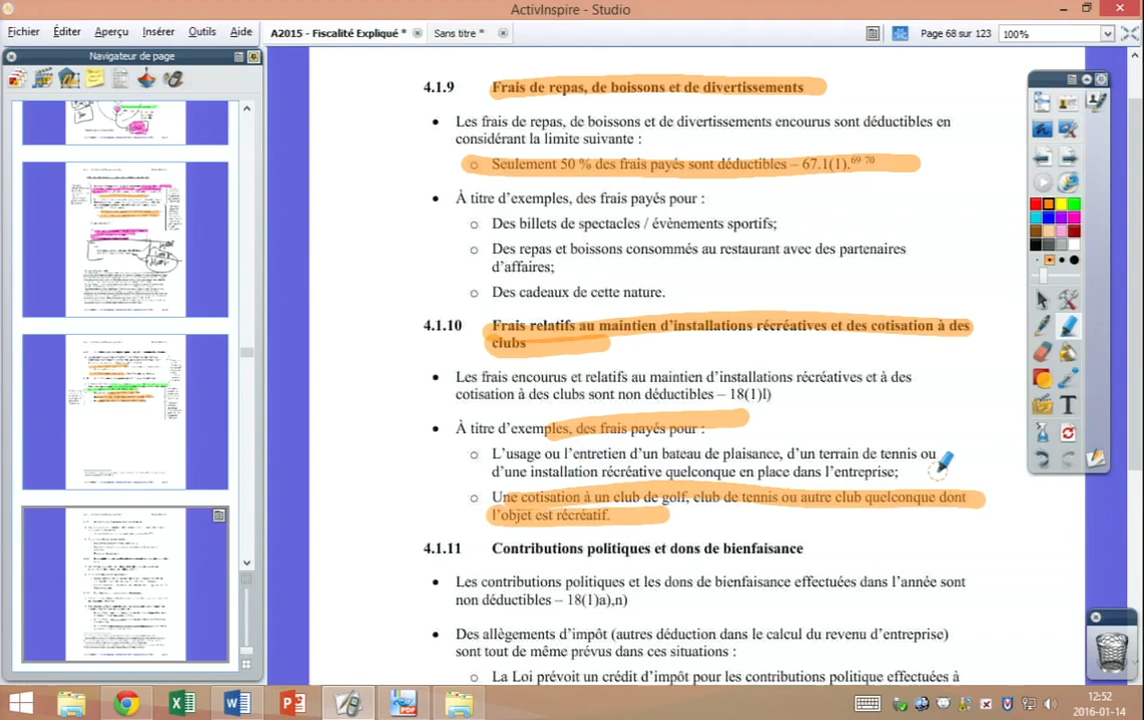 ActivInspire - Studio
Fichier Éditer Aperçu Insérer Outils Aide
A2015 - Fiscalité Expliqué *
Sans titre *
Page 68 sur 123
100%
Navigateur de page
4.1.9 Frais de repas, de boissons et de divertissements
• Les frais de repas, de boissons et de divertissements encourus sont déductibles en
considérant la limite suivante :
o Seulement 50 % des frais payés sont déductibles – 67.1(1).69 70
• À titre d’exemples, des frais payés pour :
o Des billets de spectacles / évènements sportifs;
o Des repas et boissons consommés au restaurant avec des partenaires
d’affaires;
o Des cadeaux de cette nature.
4.1.10 Frais relatifs au maintien d’installations récréatives et des cotisation à des
clubs
• Les frais encourus et relatifs au maintien d’installations récréatives et à des
cotisation à des clubs sont non déductibles – 18(1)l)
• À titre d’exemples, des frais payés pour :
o L’usage ou l’entretien d’un bateau de plaisance, d’un terrain de tennis ou
d’une installation récréative quelconque en place dans l’entreprise;
o Une cotisation à un club de golf, club de tennis ou autre club quelconque dont
l’objet est récréatif.
4.1.11 Contributions politiques et dons de bienfaisance
• Les contributions politiques et les dons de bienfaisance effectuées dans l’année sont
non déductibles – 18(1)a),n)
• Des allègements d’impôt (autres déduction dans le calcul du revenu d’entreprise)
sont tout de même prévus dans ces situations :
o La Loi prévoit un crédit d’impôt pour les contributions politique effectuées à
12:52
2016-01-14